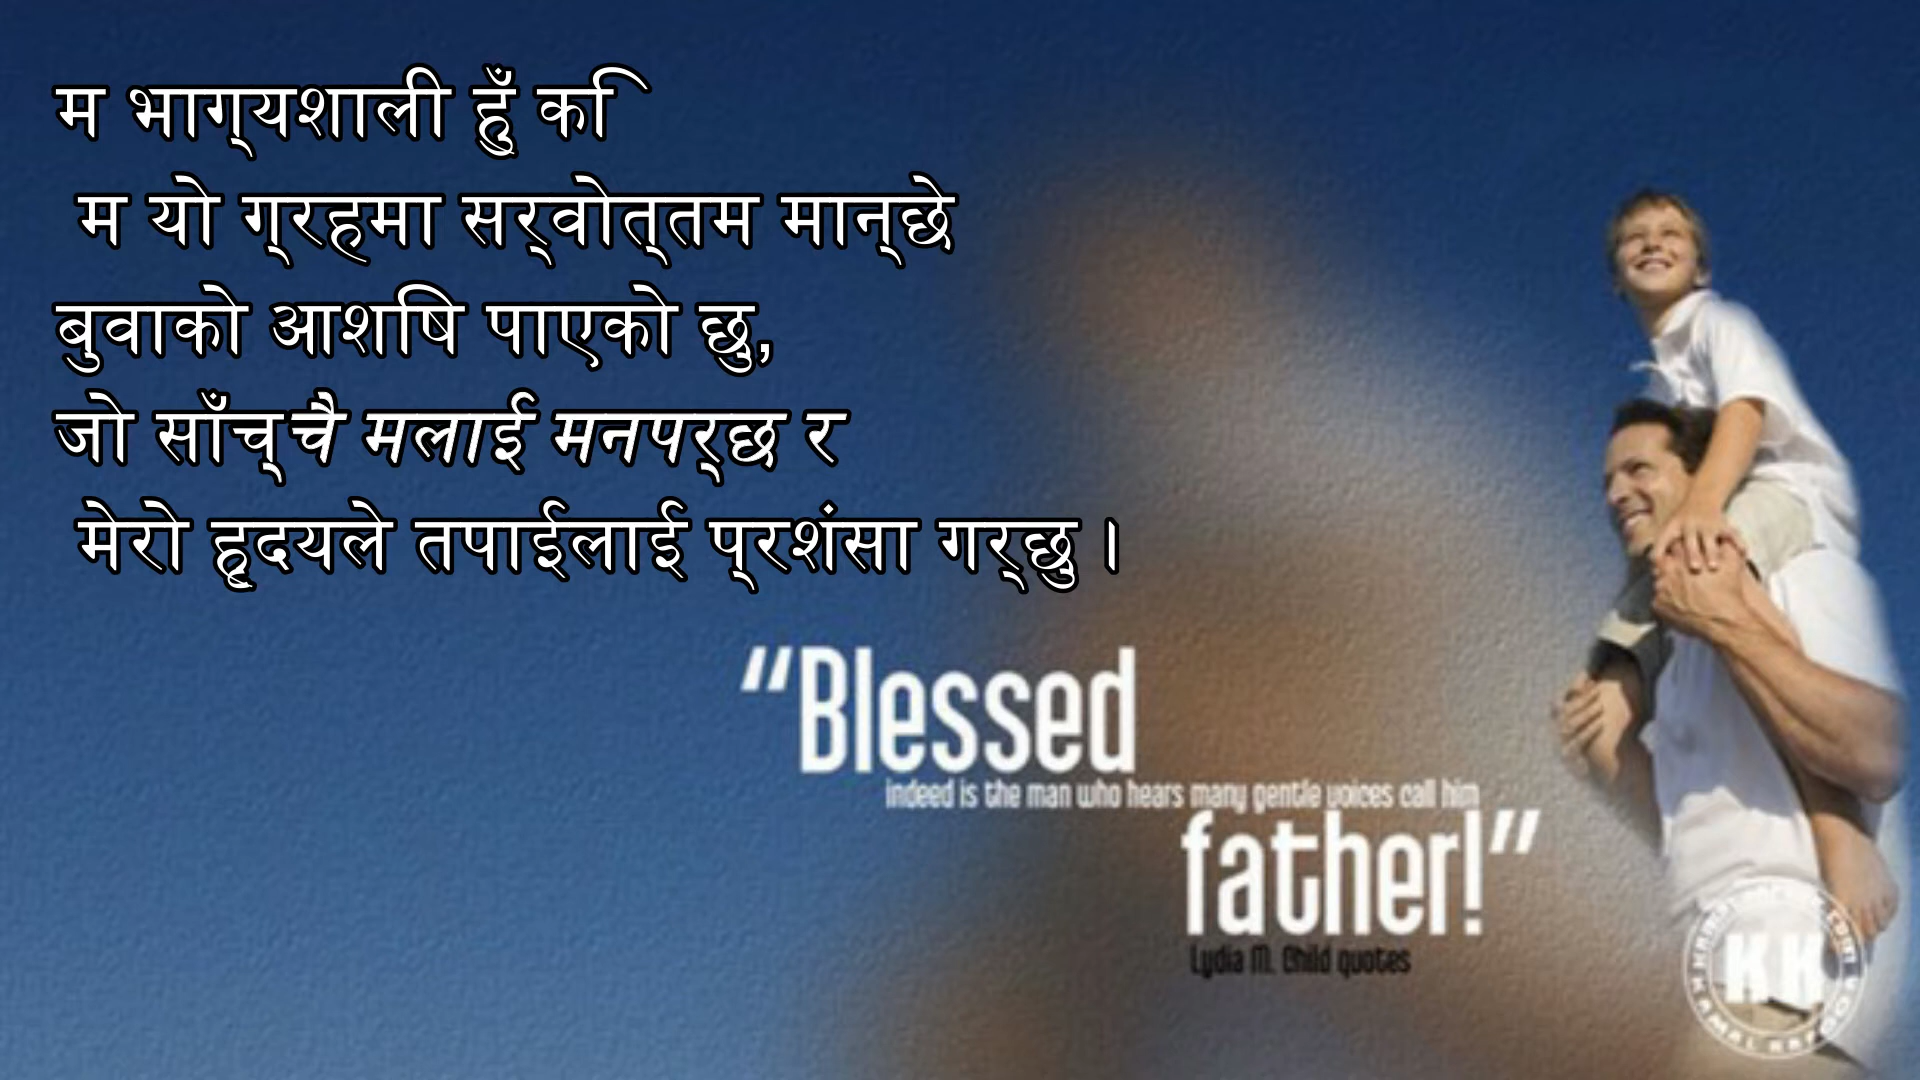 म भाग्यशाली हुँ कि
म यो ग्रहमा सर्वोत्तम मान्छे
बुवाको आशिष पाएको छु,
जो साँच्चै मलाई मनपर्छ र
मेरो हृदयले तपाईलाई प्रशंसा गर्छु ।
“Blessed
indeed is the man who hears many gentle voices call him
father!”
Lydia M. Child quotes
KK